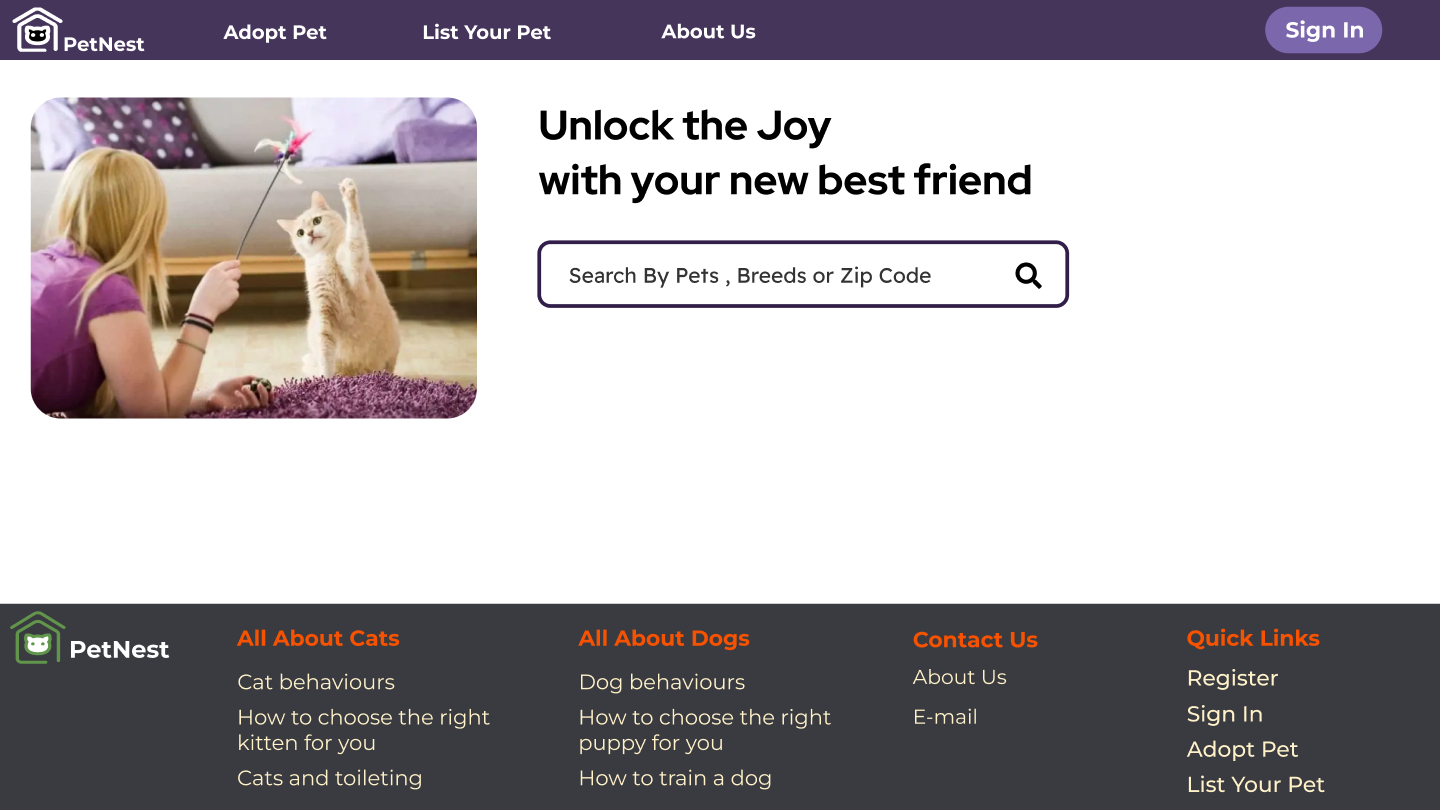 PetNest
Adopt Pet
List Your Pet
About Us
Sign In
Unlock the Joy
with your new best friend
Search By Pets , Breeds or Zip Code
PetNest
All About Cats
Cat behaviours
How to choose the right
kitten for you
Cats and toileting
All About Dogs
Dog behaviours
How to choose the right
puppy for you
How to train a dog
Contact Us
About Us
E-mail
Quick Links
Register
Sign In
Adopt Pet
List Your Pet